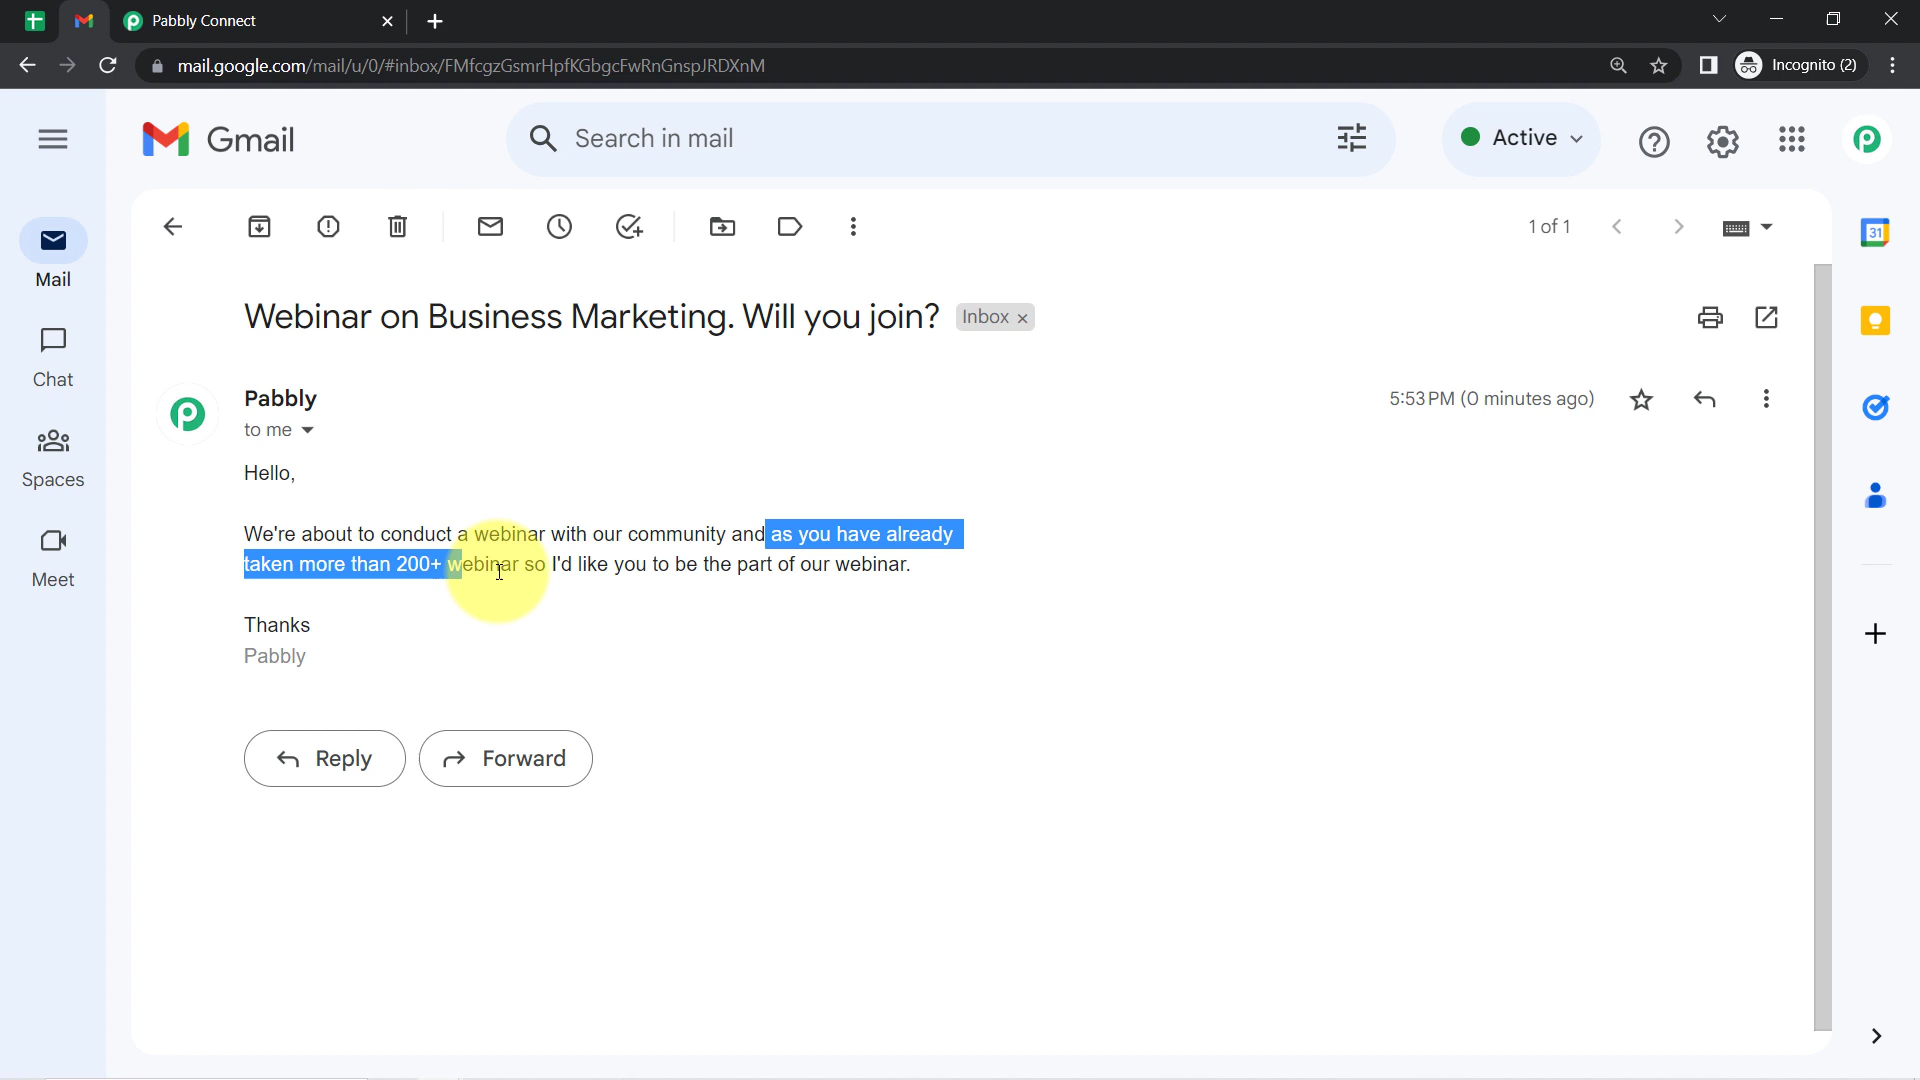 Pabbly Connect
mail.google.com/mail/u/0/#inbox/FMfcgzGsmrHpfKGbgcFwRnGnspJRDXnM
Incognito (2)
Gmail
Search in mail
Active
Mail
Chat
Spaces
Meet
1 of 1
31
Webinar on Business Marketing. Will you join?
Inbox ×
Pabbly
5:53 PM (0 minutes ago)
to me
Hello,
We're about to conduct a webinar with our community and as you have already
taken more than 200+ webinar so I'd like you to be the part of our webinar.
Thanks
Pabbly
Reply
Forward